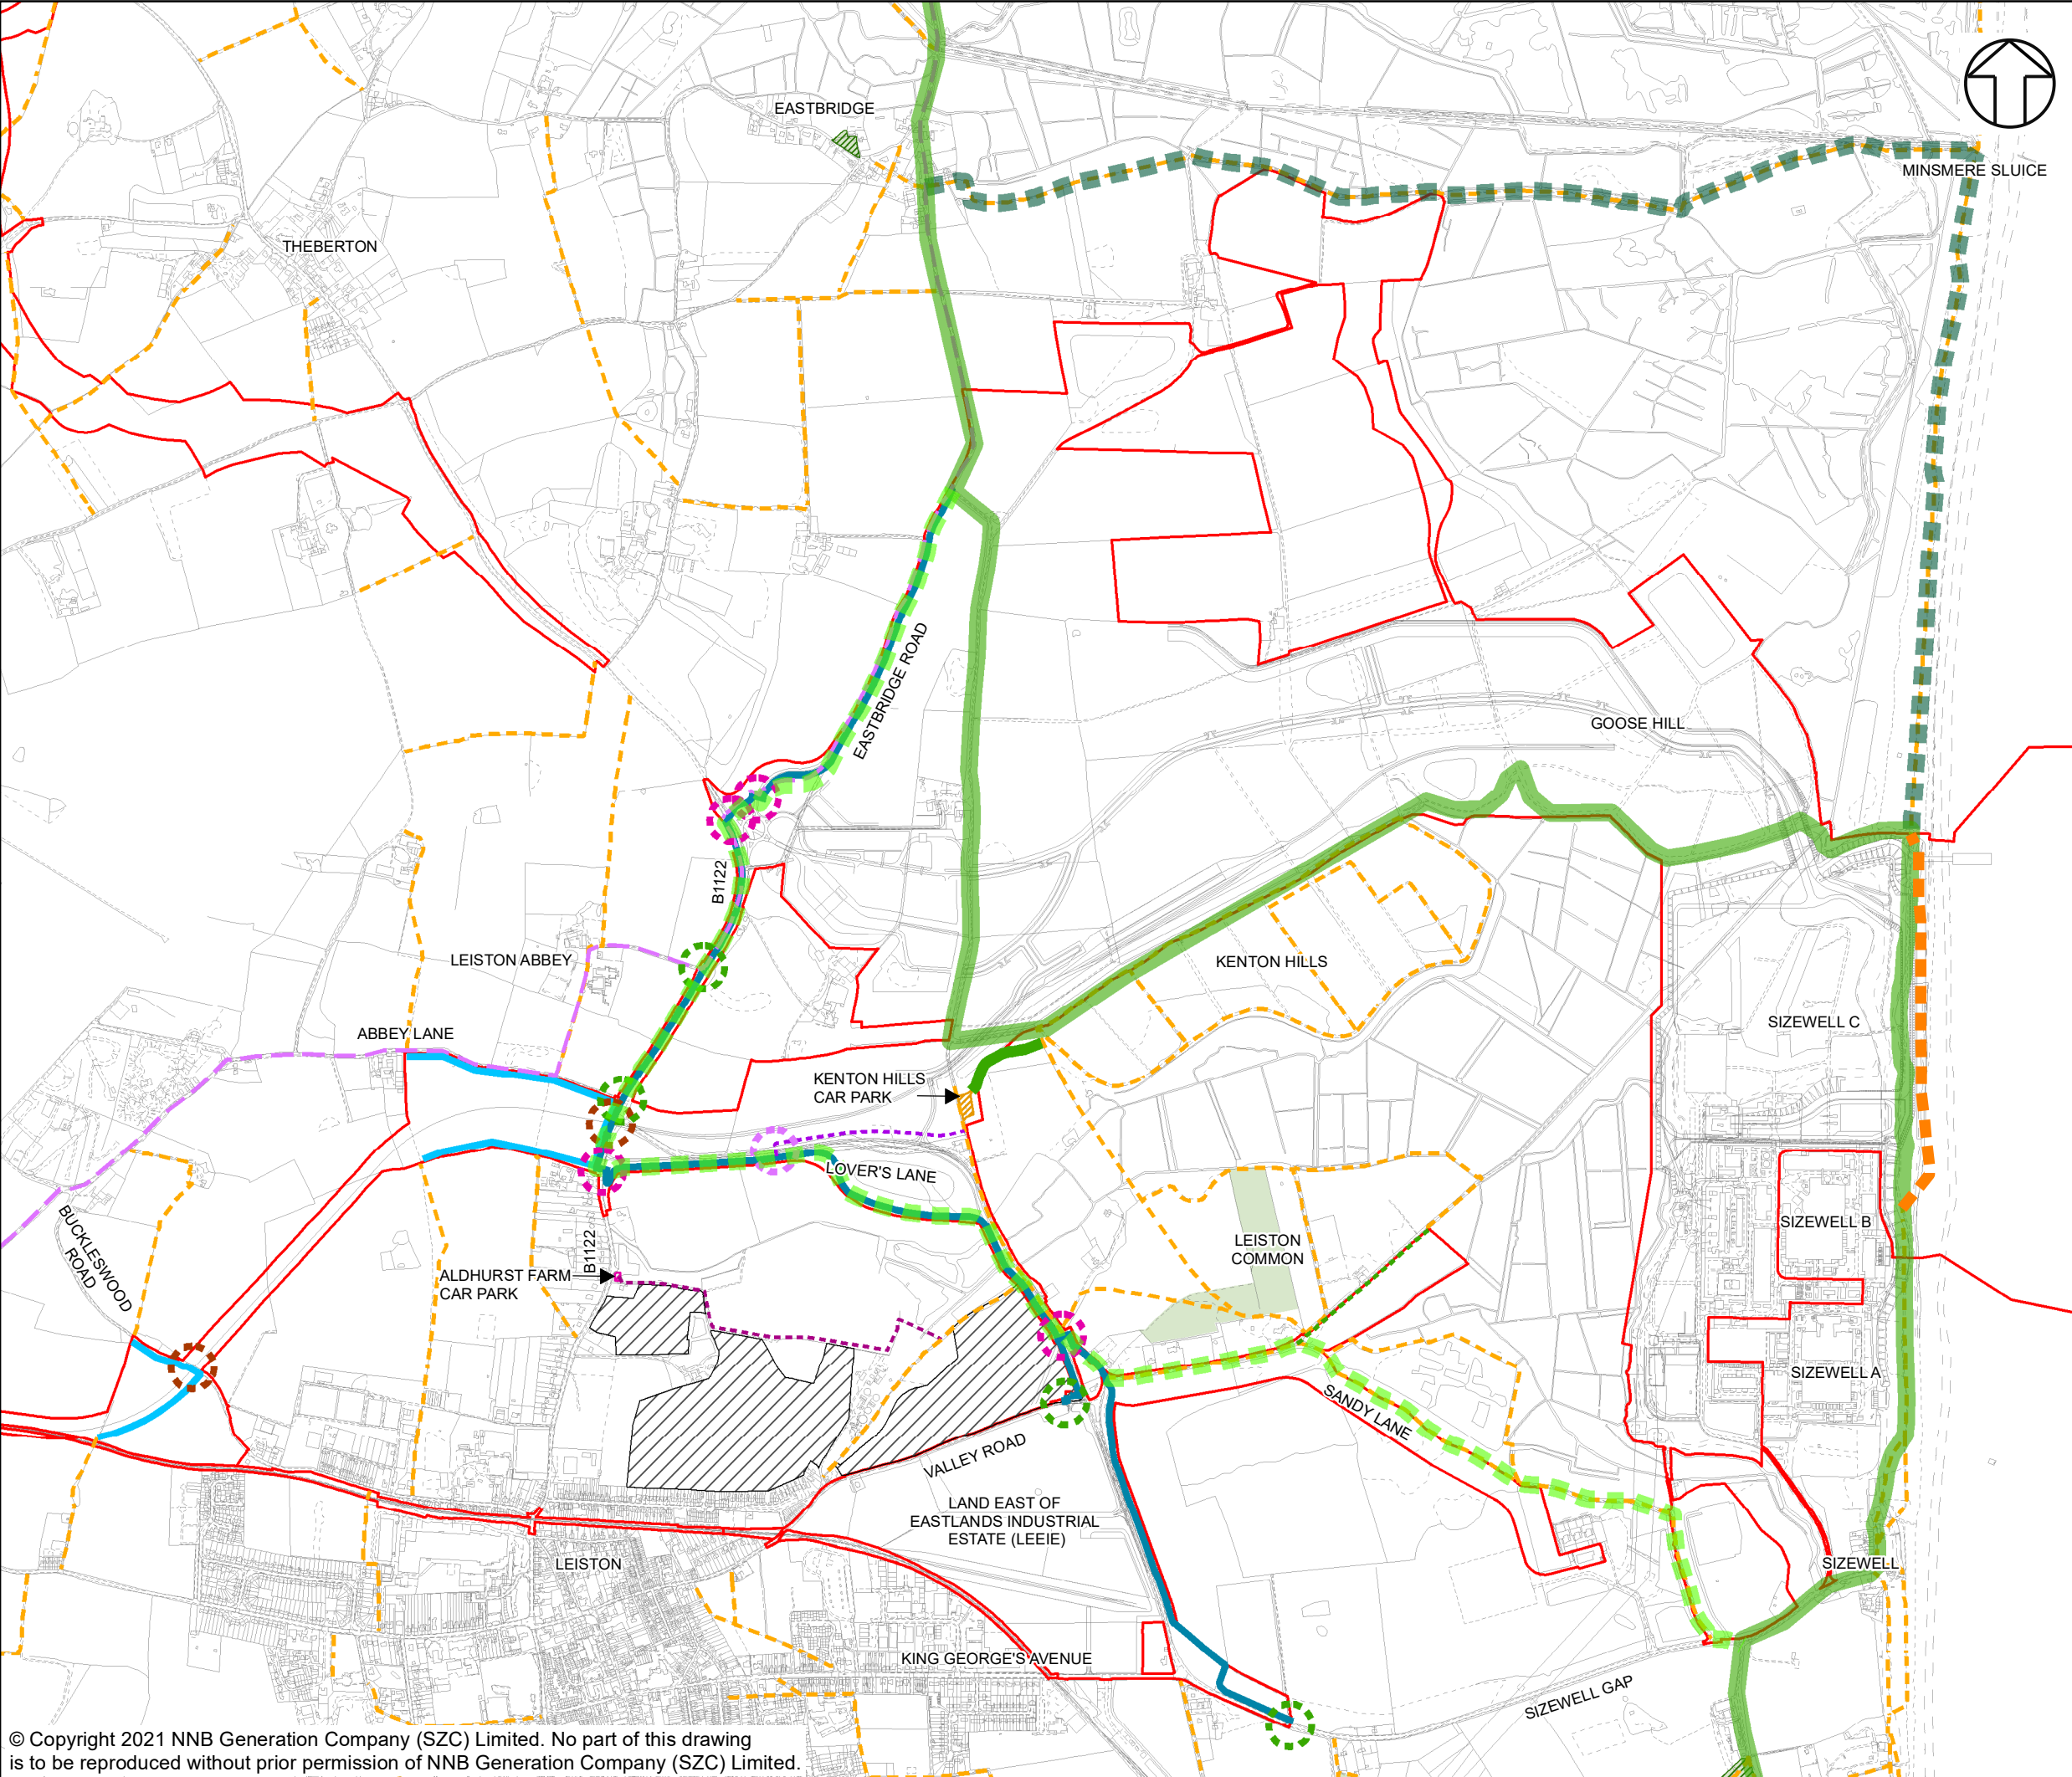 EASTBRIDGE
MINSMERE SLUICE
THEBERTON
EASTBRIDGE ROAD
GOOSE HILL
B1122
LEISTON ABBEY
KENTON HILLS
SIZEWELL C
ABBEY LANE
KENTON HILLS
CAR PARK
LOVER'S LANE
BUCKLESWOOD
ROAD
B1122
SIZEWELL B
LEISTON
COMMON
ALDHURST FARM
CAR PARK
SIZEWELL A
SANDY LANE
VALLEY ROAD
LAND EAST OF
EASTLANDS INDUSTRIAL
ESTATE (LEEIE)
LEISTON
SIZEWELL
KING GEORGE'S AVENUE
SIZEWELL GAP
© Copyright 2021 NNB Generation Company (SZC) Limited. No part of this drawing
is to be reproduced without prior permission of NNB Generation Company (SZC) Limited.